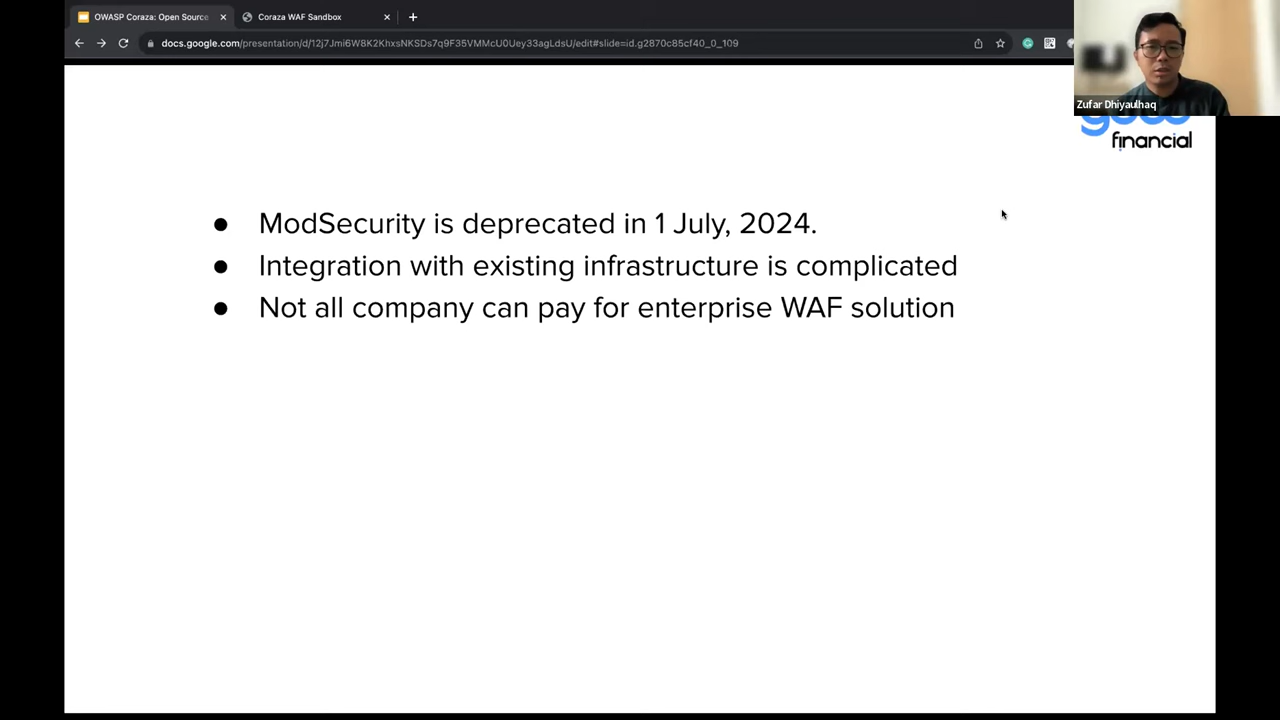 OWASP Coraza: Open Source
Coraza WAF Sandbox
docs.google.com/presentation/d/12j7Jmi6W8K2KhxsNKSDs7q9F35VMMcU0Uey33agLdsU/edit#slide=id.g2870c85cf40_0_109
Zufar Dhiyaulhaq
financial
● ModSecurity is deprecated in 1 July, 2024.
● Integration with existing infrastructure is complicated
● Not all company can pay for enterprise WAF solution